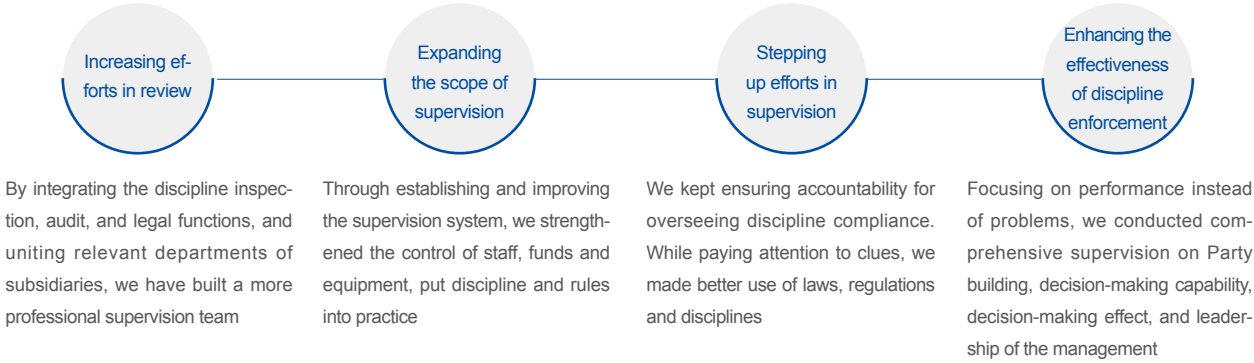 Increasing ef-
forts in review
Expanding
the scope of
supervision
Stepping
up efforts in
supervision
Enhancing the
effectiveness
of discipline
enforcement
By integrating the discipline inspec-
tion, audit, and legal functions, and
uniting relevant departments of
subsidiaries, we have built a more
professional supervision team
Through establishing and improving
the supervision system, we strength-
ened the control of staff, funds and
equipment, put discipline and rules
into practice
We kept ensuring accountability for
overseeing discipline compliance.
While paying attention to clues, we
made better use of laws, regulations
and disciplines
Focusing on performance instead
of problems, we conducted com-
prehensive supervision on Party
building, decision-making capability,
decision-making effect, and leader-
ship of the management